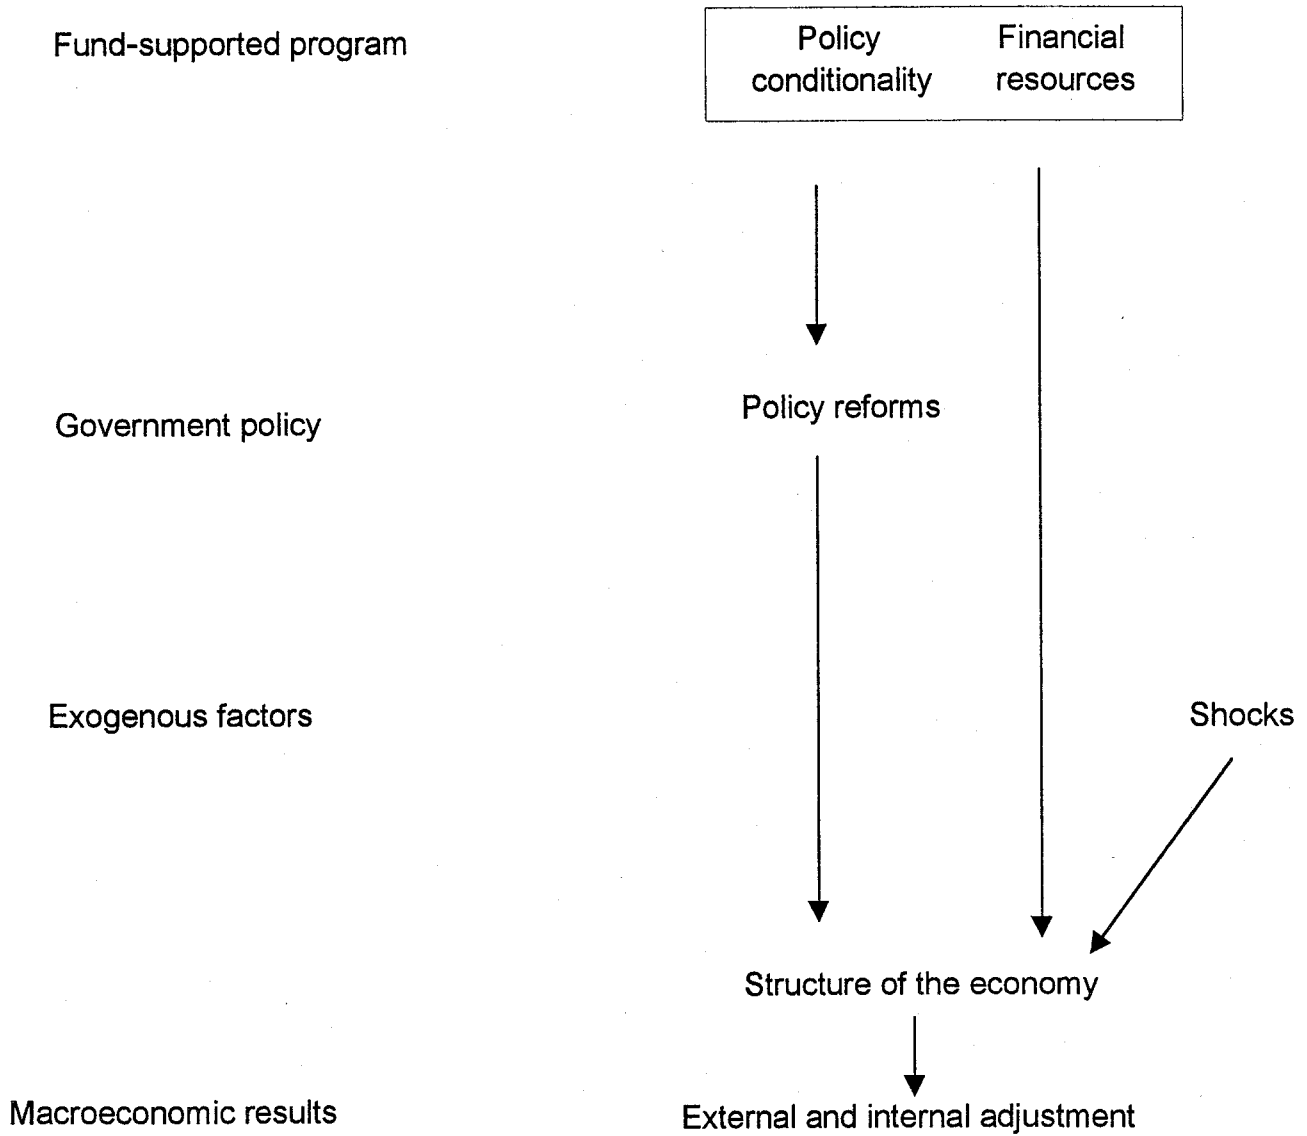 Fund-supported program
Policy
conditionality
Financial
resources
Government policy
Policy reforms
Exogenous factors
Shocks
Structure of the economy
Macroeconomic results
External and internal adjustment